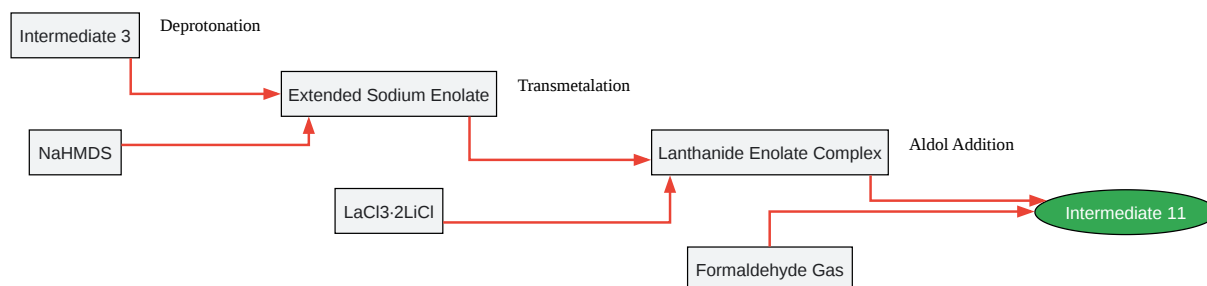 Intermediate 3
Deprotonation
Extended Sodium Enolate
Transmetalation
NaHMDS
Lanthanide Enolate Complex
Aldol Addition
LaCl3·2LiCl
Intermediate 11
Formaldehyde Gas